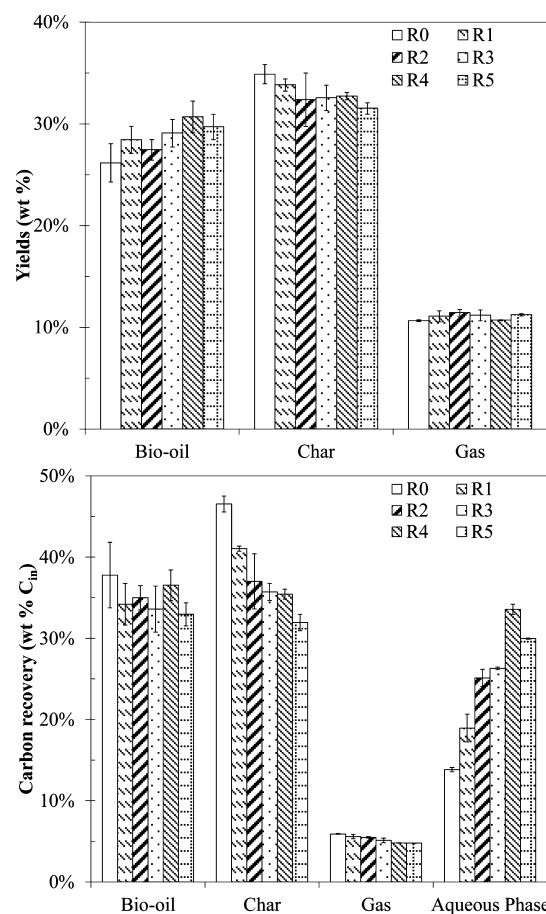 40%
R0 R1
R2 R3
R4 R5
30%
20%
10%
0%
Yields (wt %)
Bio-oil Char Gas
50%
R0 R1
R2 R3
R4 R5
40%
30%
20%
10%
0%
Carbon recovery (wt % Cin)
Bio-oil Char Gas Aqueous Phase